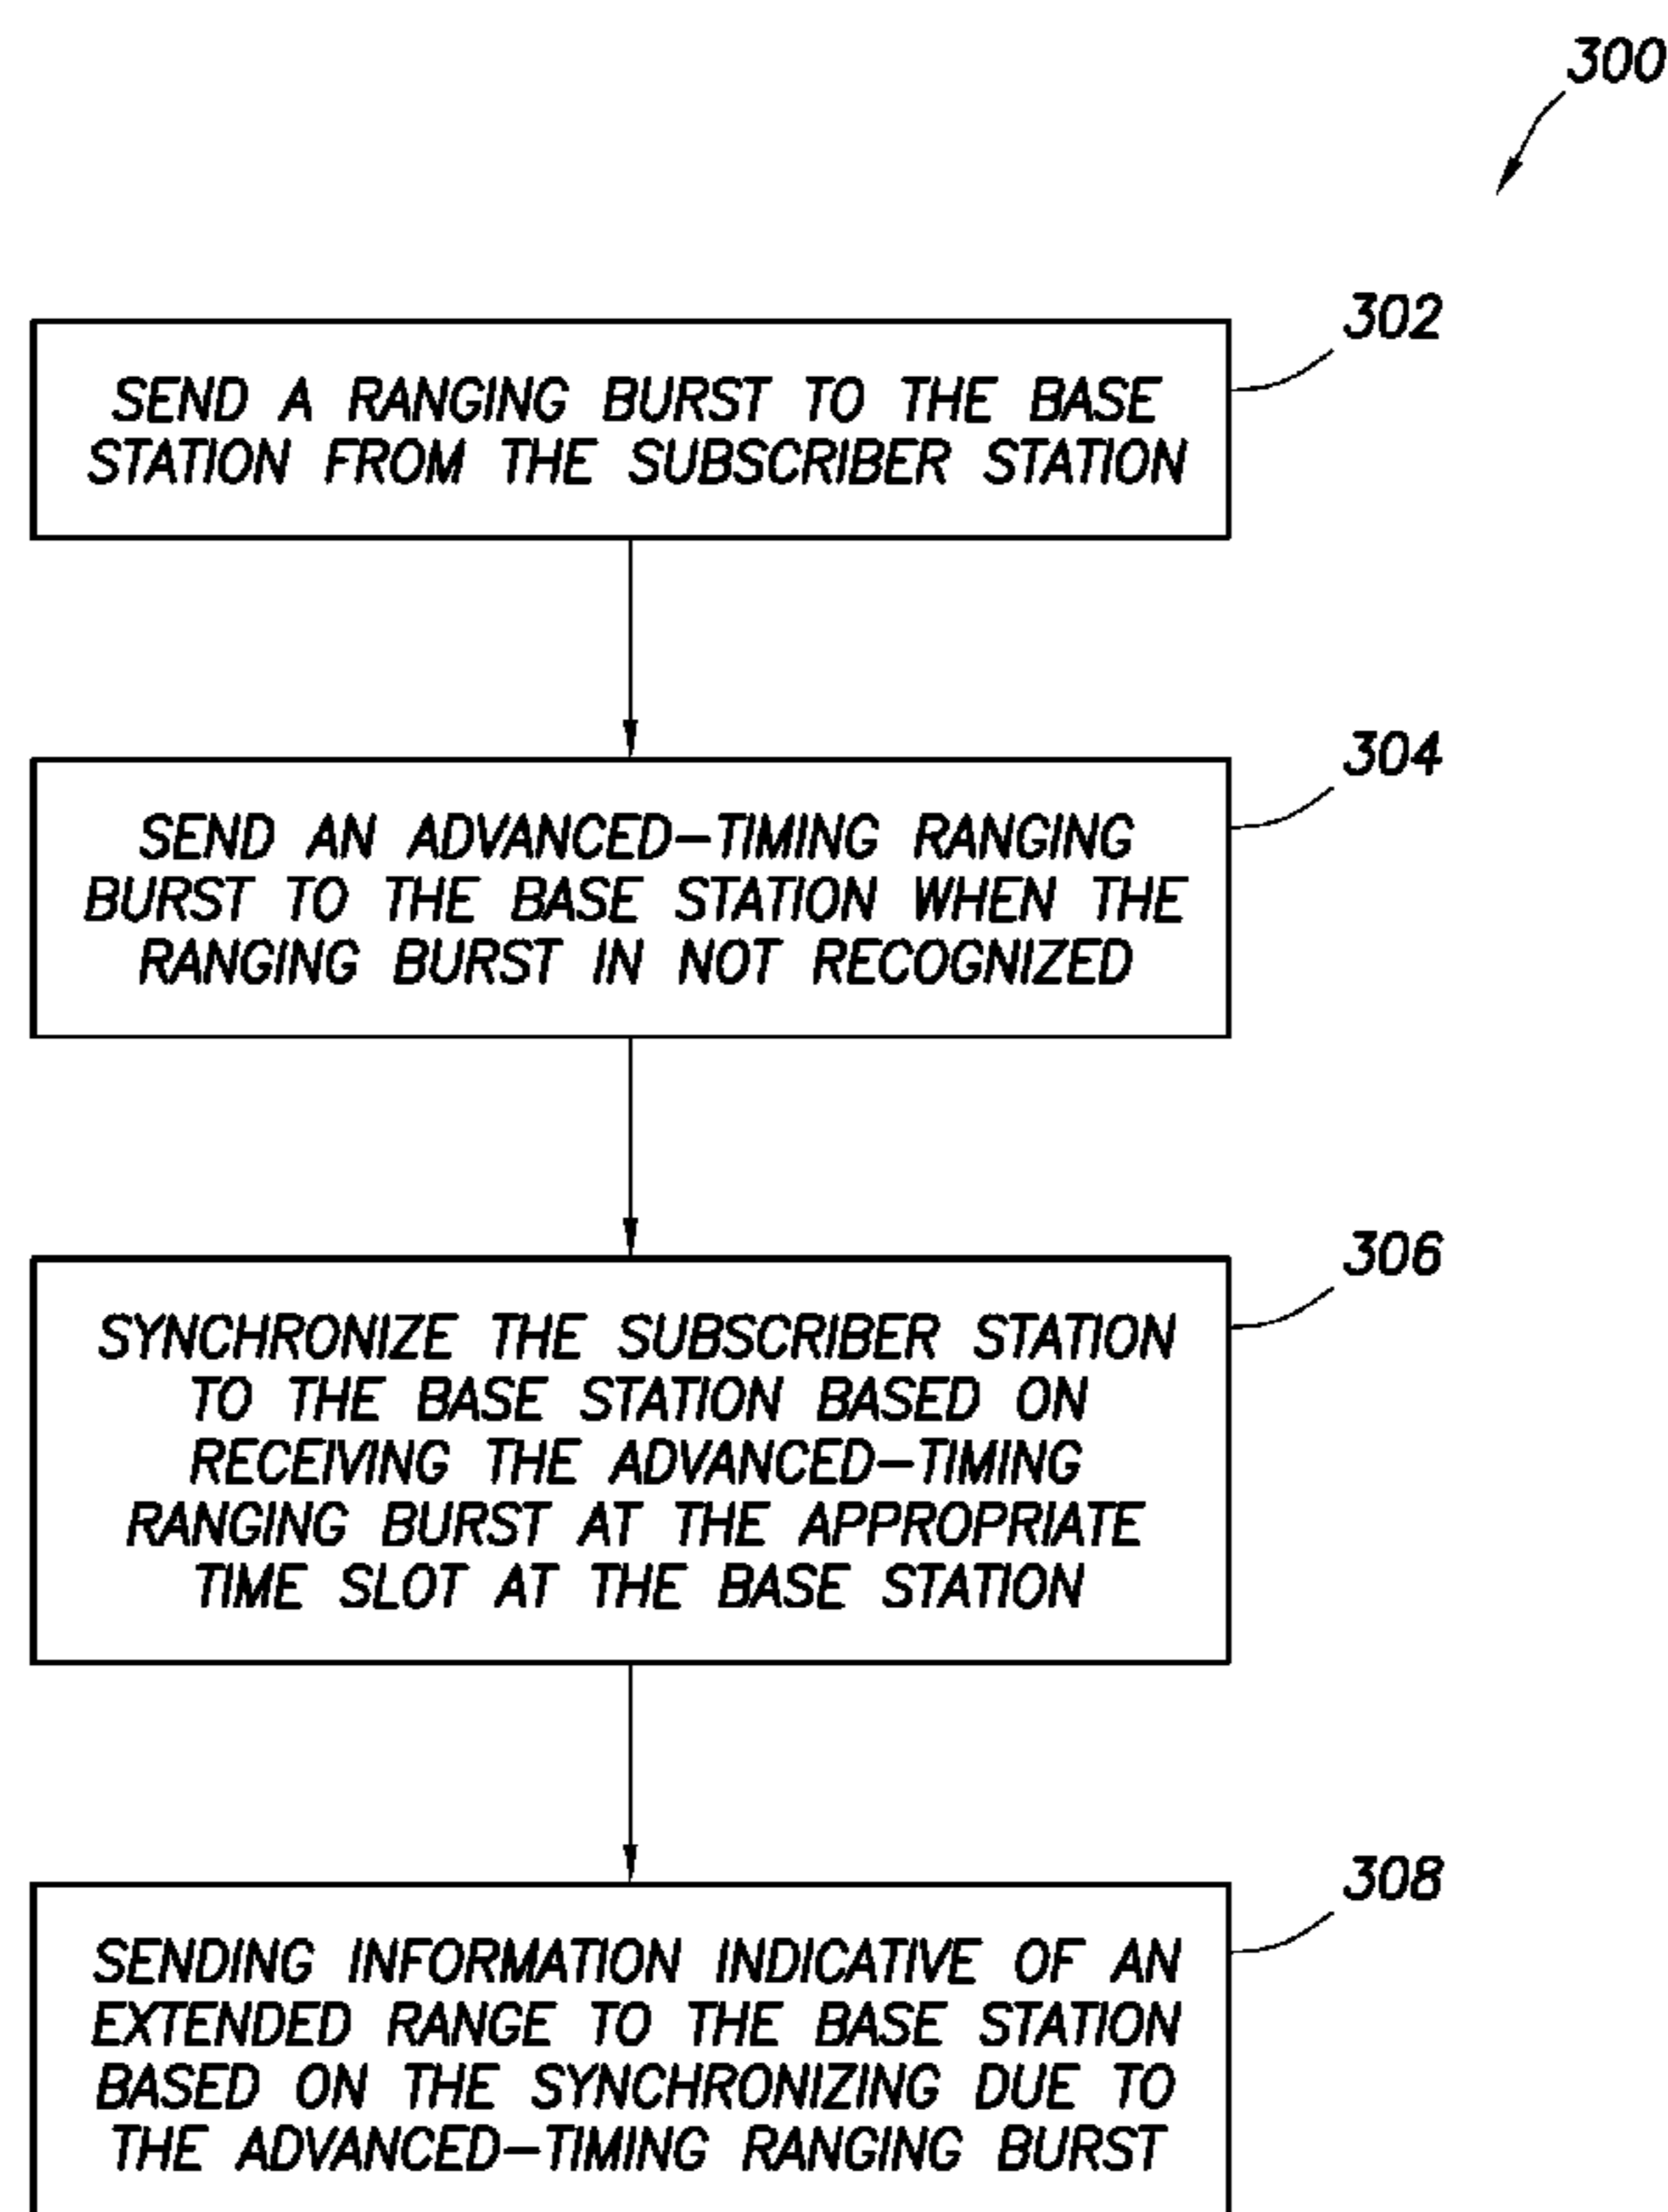 300
302
SEND A RANGING BURST TO THE BASE
STATION FROM THE SUBSCRIBER STATION
304
SEND AN ADVANCED-TIMING RANGING
BURST TO THE BASE STATION WHEN THE
RANGING BURST IN NOT RECOGNIZED
306
SYNCHRONIZE THE SUBSCRIBER STATION
TO THE BASE STATION BASED ON
RECEIVING THE ADVANCED-TIMING
RANGING BURST AT THE APPROPRIATE
TIME SLOT AT THE BASE STATION
308
SENDING INFORMATION INDICATIVE OF AN
EXTENDED RANGE TO THE BASE STATION
BASED ON THE SYNCHRONIZING DUE TO
THE ADVANCED-TIMING RANGING BURST